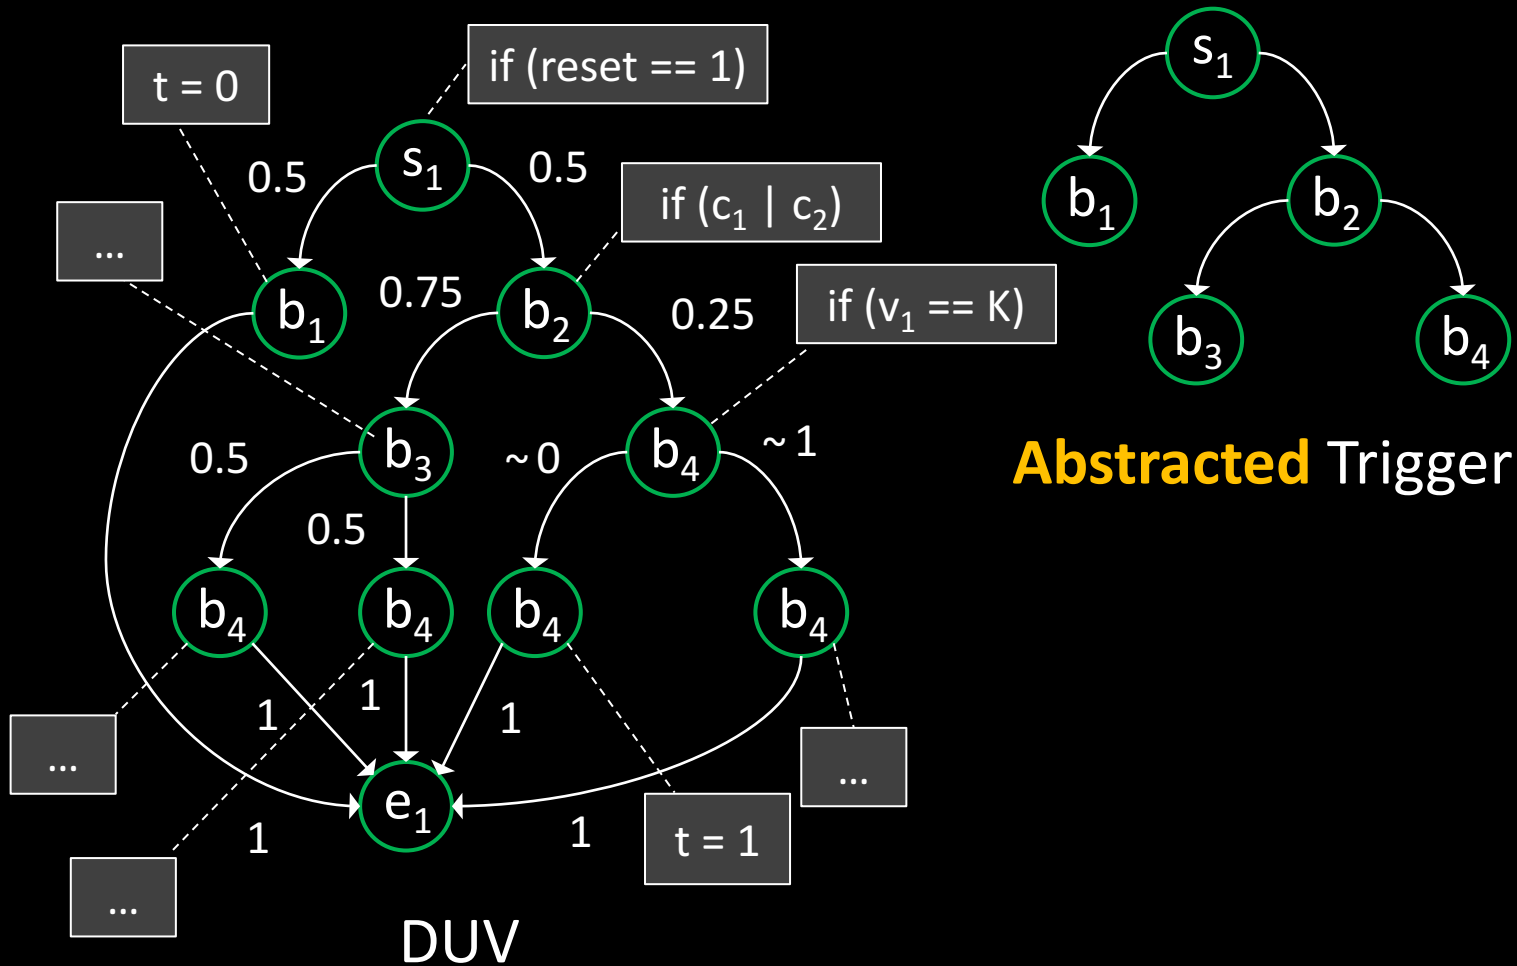 if (reset == 1)
t = 0
s₁
s₁
0.5
0.5
if (c₁ | c₂)
b₁
b₂
...
b₁
0.75
b₂
0.25
if (v₁ == K)
b₃
b₄
b₃
0.5
~ 0
b₄
~ 1
Abstracted Trigger
0.5
b₄
b₄
b₄
b₄
1
1
1
...
...
e₁
1
1
t = 1
...
DUV